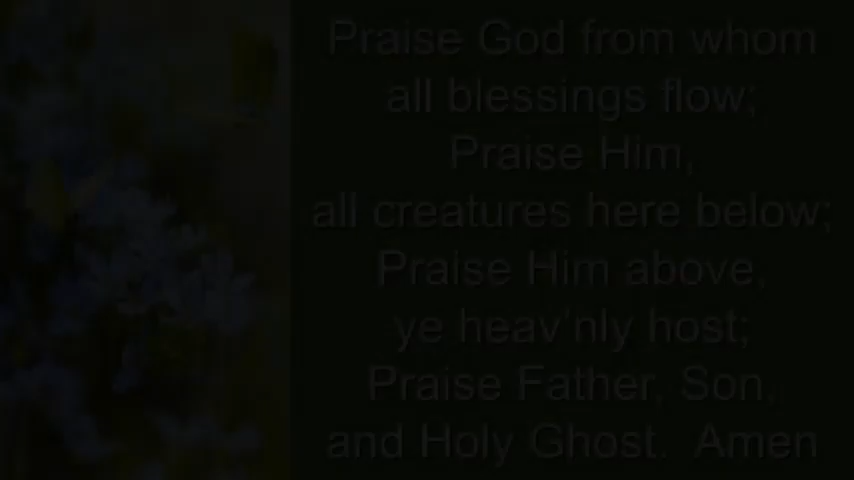 Praise God from whom
all blessings flow;
Praise Him,
all creatures here below;
Praise Him above,
ye heav'nly host;
Praise Father, Son,
and Holy Ghost. Amen